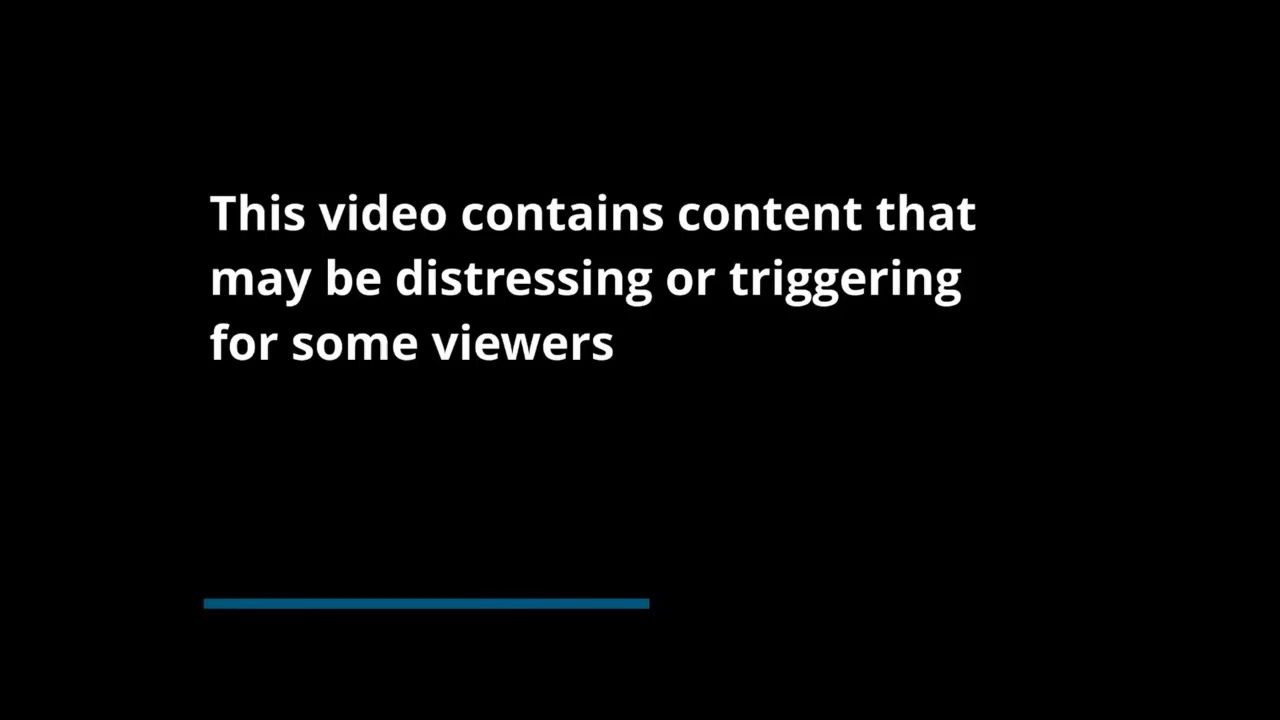 This video contains content that
may be distressing or triggering
for some viewers